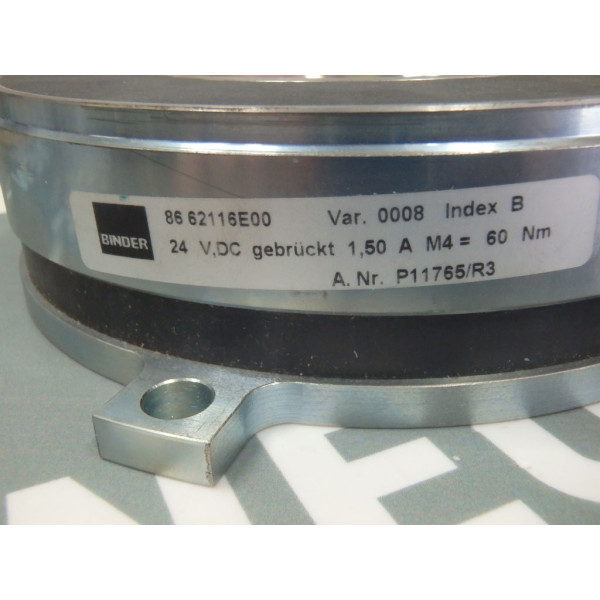 BINDER
86 62116E00 Var. 0008 Index B
24 V,DC gebrückt 1,50 A M4 = 60 Nm
A. Nr. P11765/R3